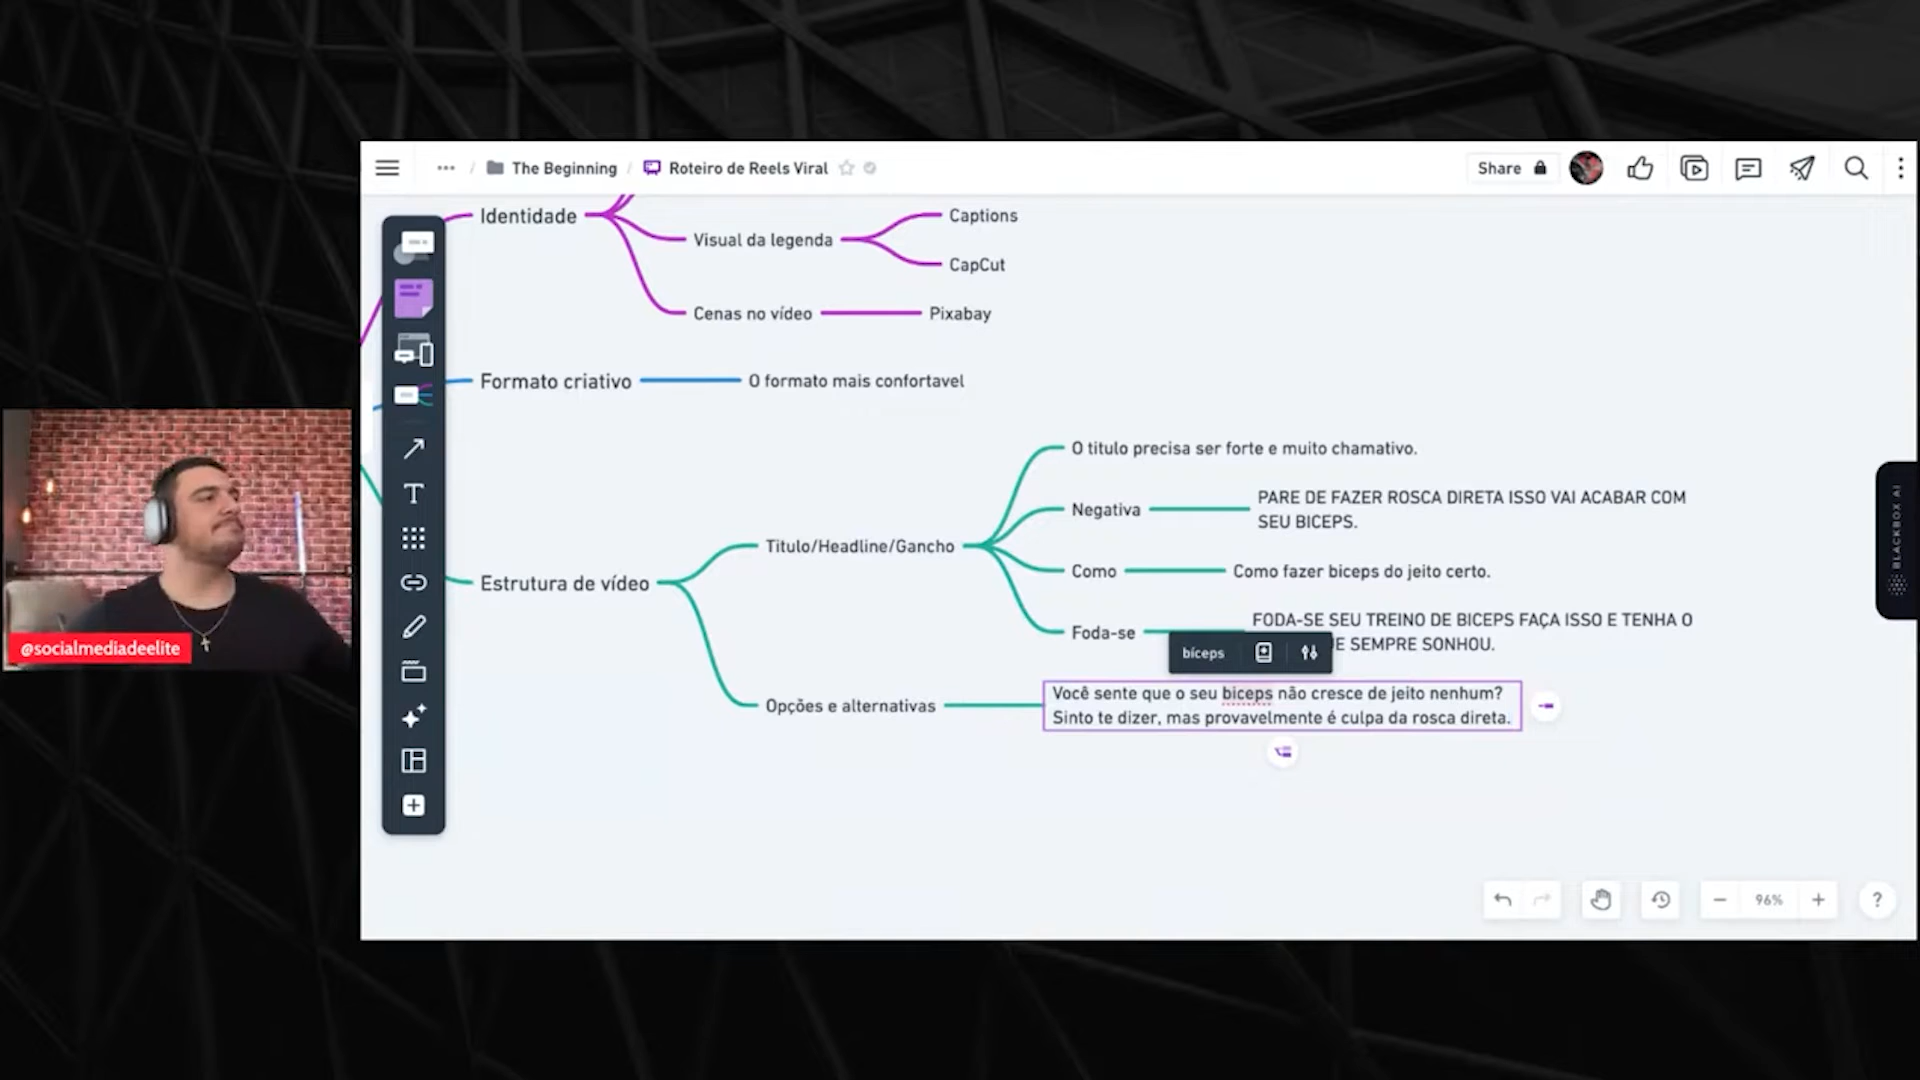 The Beginning / Roteiro de Reels Viral
Share
Identidade
Captions
Visual da legenda
CapCut
Cenas no vídeo
Pixabay
Formato criativo
O formato mais confortavel
O titulo precisa ser forte e muito chamativo.
Negativa
PARE DE FAZER ROSCA DIRETA ISSO VAI ACABAR COM
SEU BICEPS.
Titulo/Headline/Gancho
Como
Como fazer biceps do jeito certo.
Estrutura de vídeo
Foda-se
FODA-SE SEU TREINO DE BICEPS FAÇA ISSO E TENHA O
E SEMPRE SONHOU.
bíceps
Opções e alternativas
Você sente que o seu biceps não cresce de jeito nenhum?
Sinto te dizer, mas provavelmente é culpa da rosca direta.
@socialmediadeelite
BLACKBOX AI
96%
?